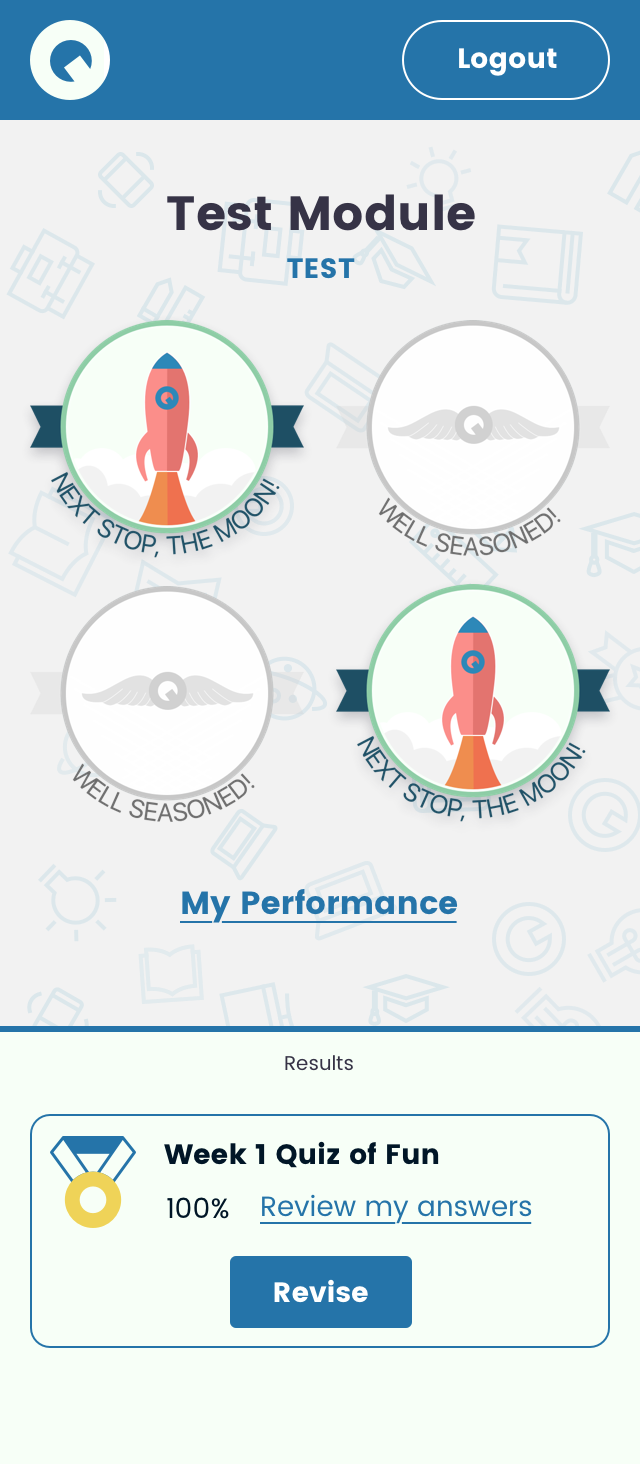 Logout
Test Module
TEST
NEXT STOP, THE MOON!
WELL SEASONED!
WELL SEASONED!
NEXT STOP, THE MOON!
My Performance
Results
Week 1 Quiz of Fun
100% Review my answers
Revise